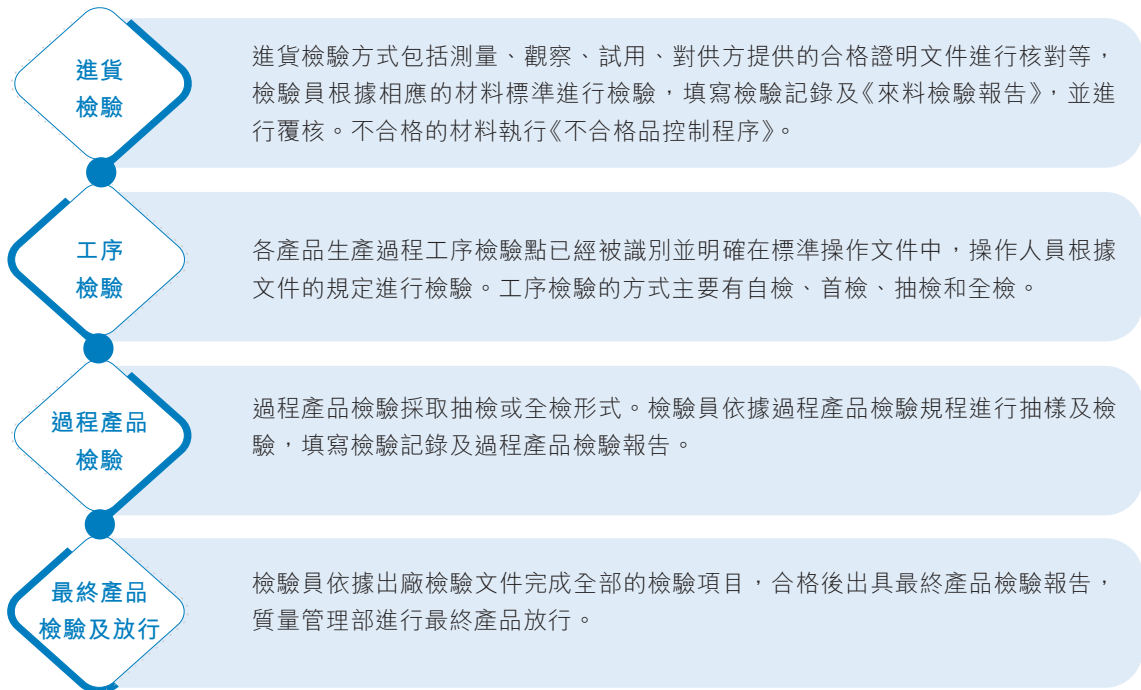 進貨
檢驗
進貨檢驗方式包括測量、觀察、試用、對供方提供的合格證明文件進行核對等，
檢驗員根據相應的材料標準進行檢驗，填寫檢驗記錄及《來料檢驗報告》，並進
行覆核。不合格的材料執行《不合格品控制程序》。
工序
檢驗
各產品生產過程工序檢驗點已經被識別並明確在標準操作文件中，操作人員根據
文件的規定進行檢驗。工序檢驗的方式主要有自檢、首檢、抽檢和全檢。
過程產品
檢驗
過程產品檢驗採取抽檢或全檢形式。檢驗員依據過程產品檢驗規程進行抽樣及檢
驗，填寫檢驗記錄及過程產品檢驗報告。
最終產品
檢驗及放行
檢驗員依據出廠檢驗文件完成全部的檢驗項目，合格後出具最終產品檢驗報告，
質量管理部進行最終產品放行。